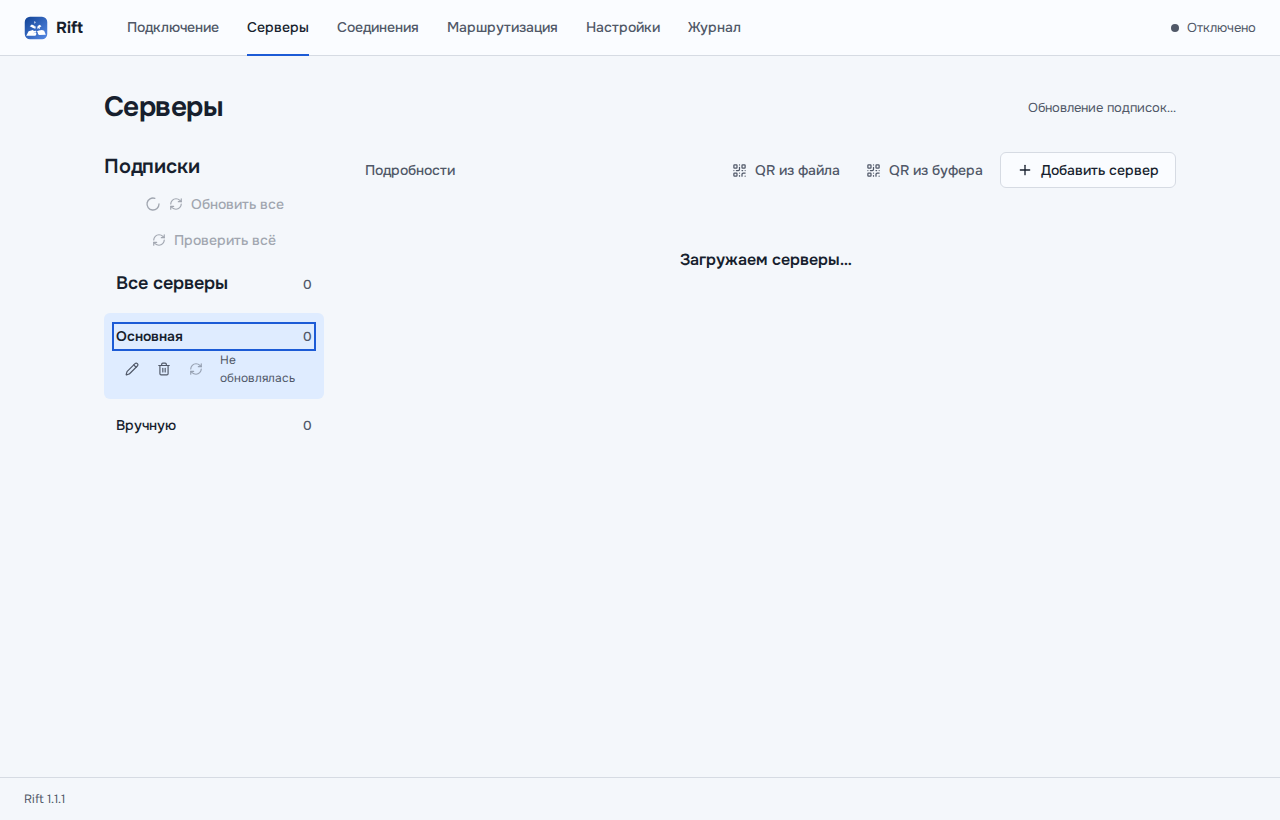 Rift
Подключение
Серверы
Соединения
Маршрутизация
Настройки
Журнал
Отключено
Серверы
Обновление подписок...
Подписки
Обновить все
Проверить всё
Все серверы 0
Основная 0
Не
обновлялась
Вручную 0
Подробности
QR из файла
QR из буфера
Добавить сервер
Загружаем серверы...
Rift 1.1.1